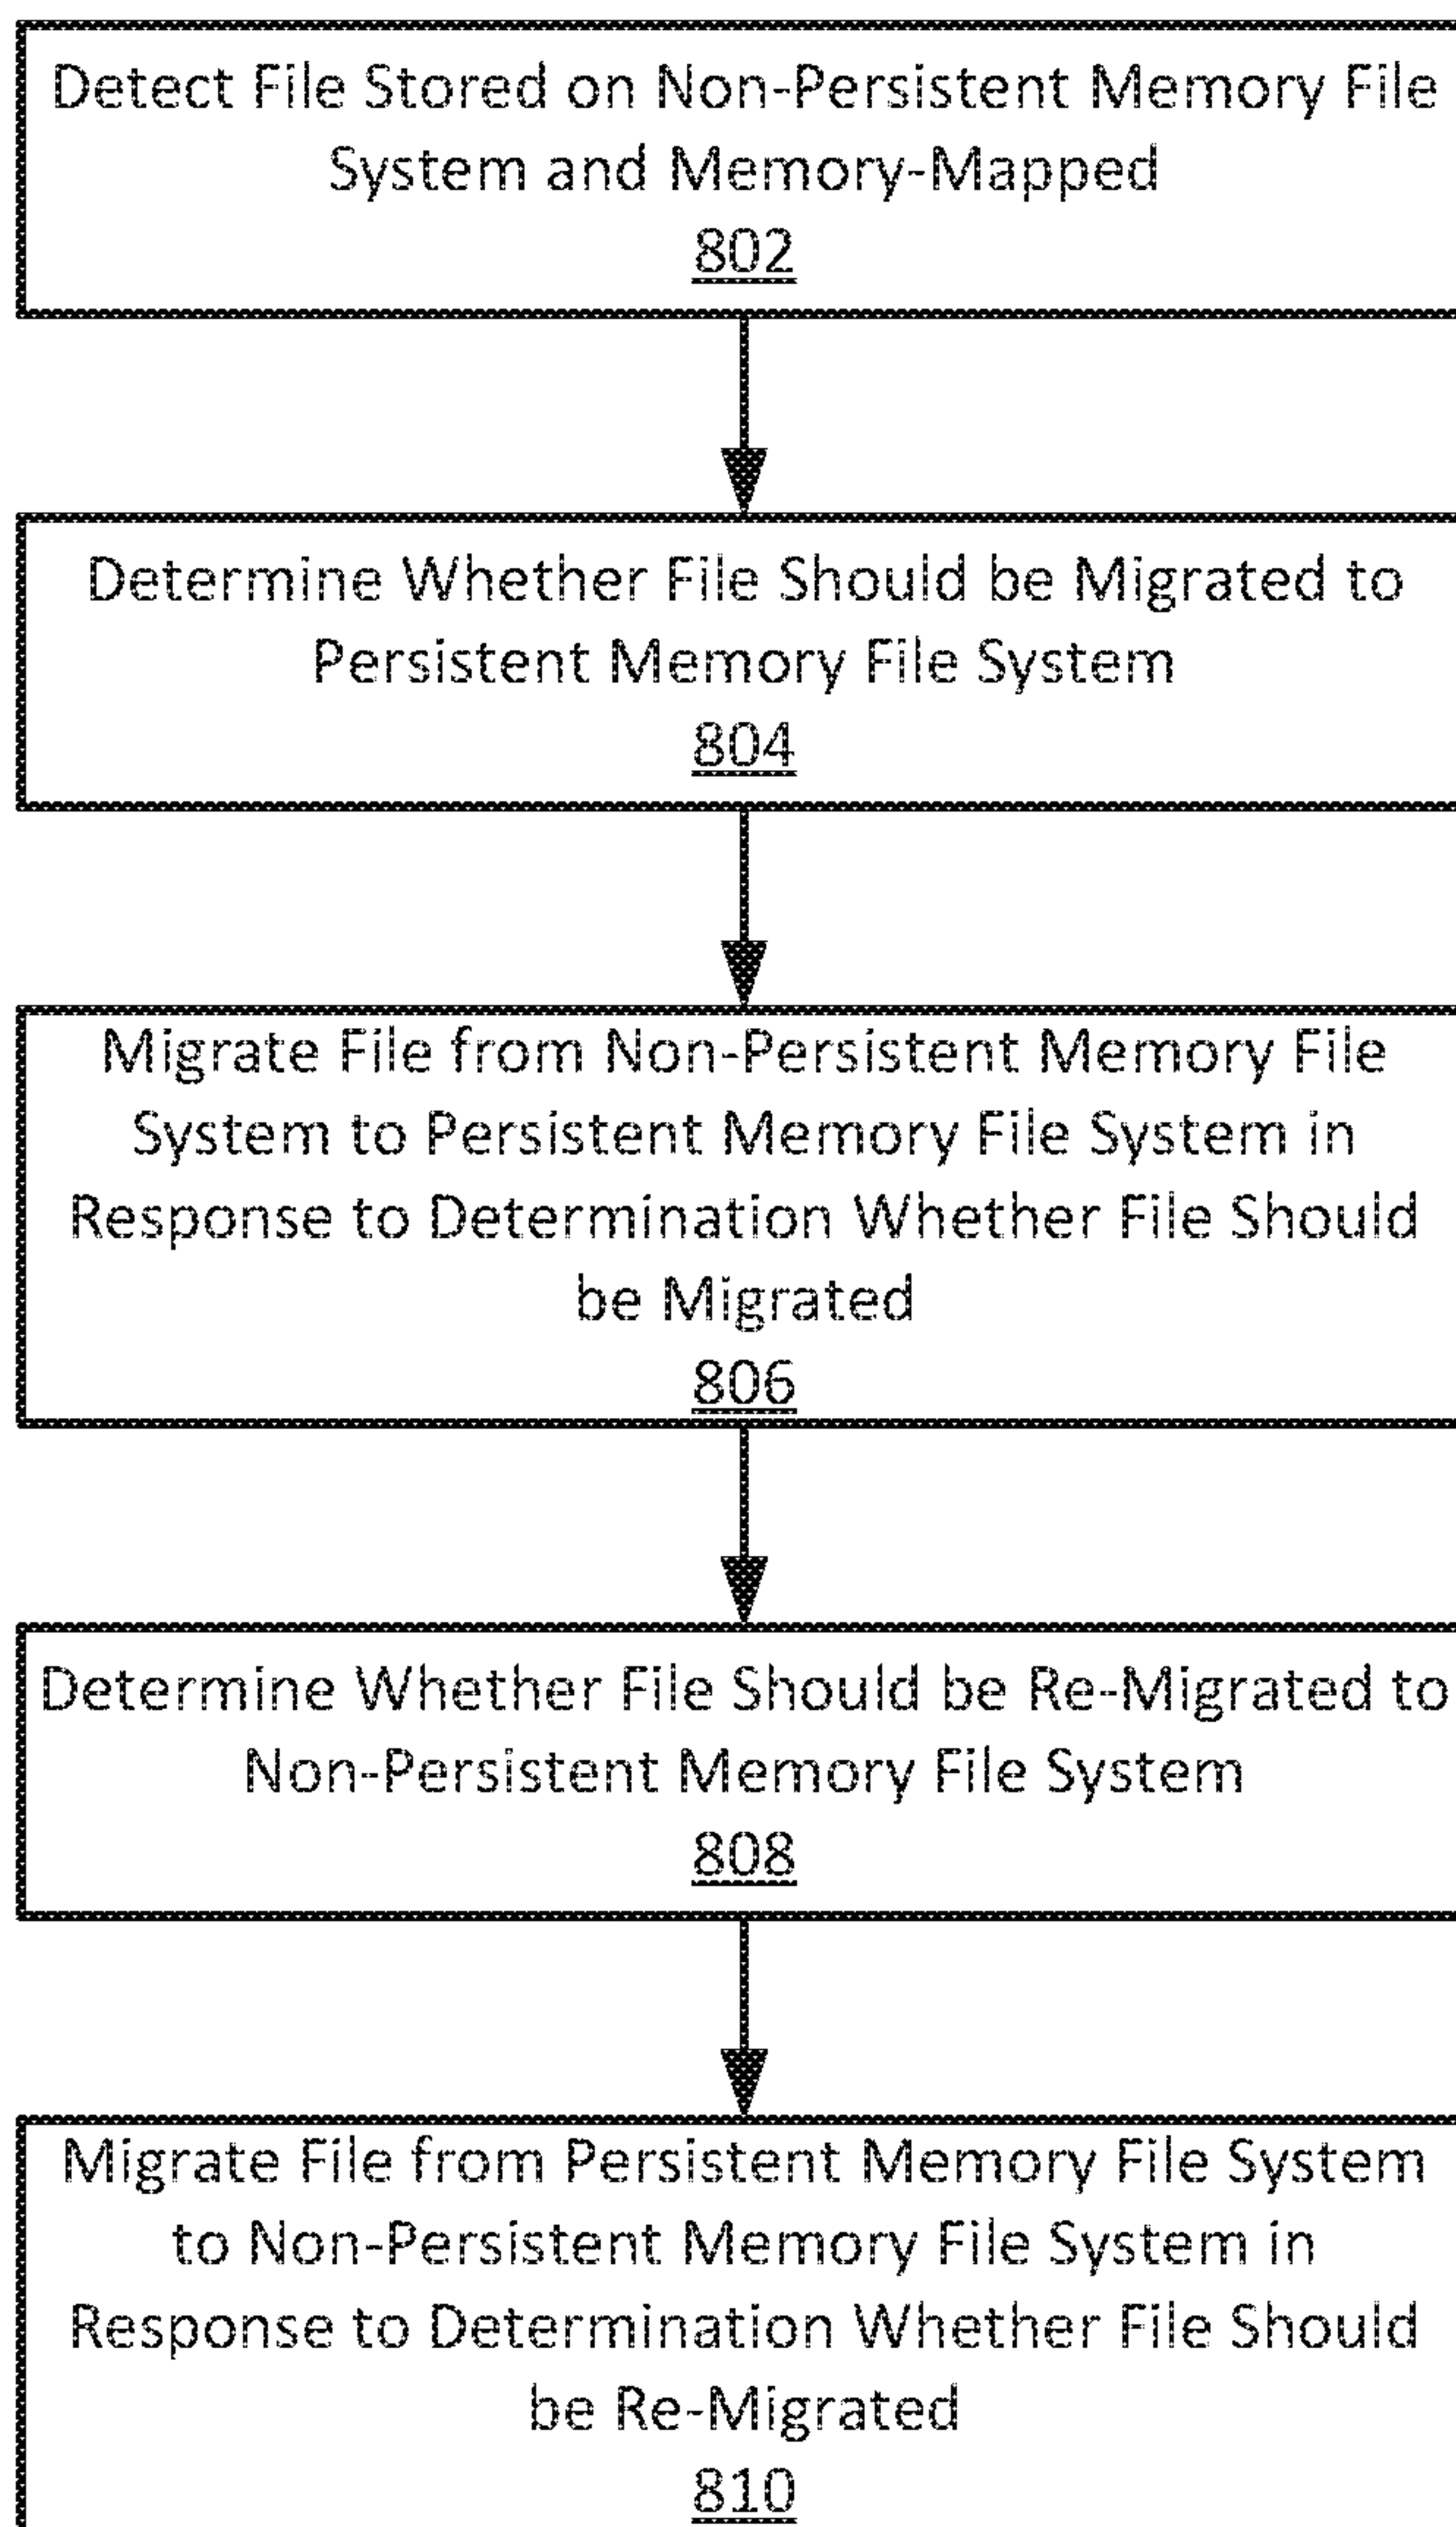 Detect File Stored on Non-Persistent Memory File
System and Memory-Mapped
802
Determine Whether File Should be Migrated to
Persistent Memory File System
804
Migrate File from Non-Persistent Memory File
System to Persistent Memory File System in
Response to Determination Whether File Should
be Migrated
806
Determine Whether File Should be Re-Migrated to
Non-Persistent Memory File System
808
Migrate File from Persistent Memory File System
to Non-Persistent Memory File System in
Response to Determination Whether File Should
be Re-Migrated
810